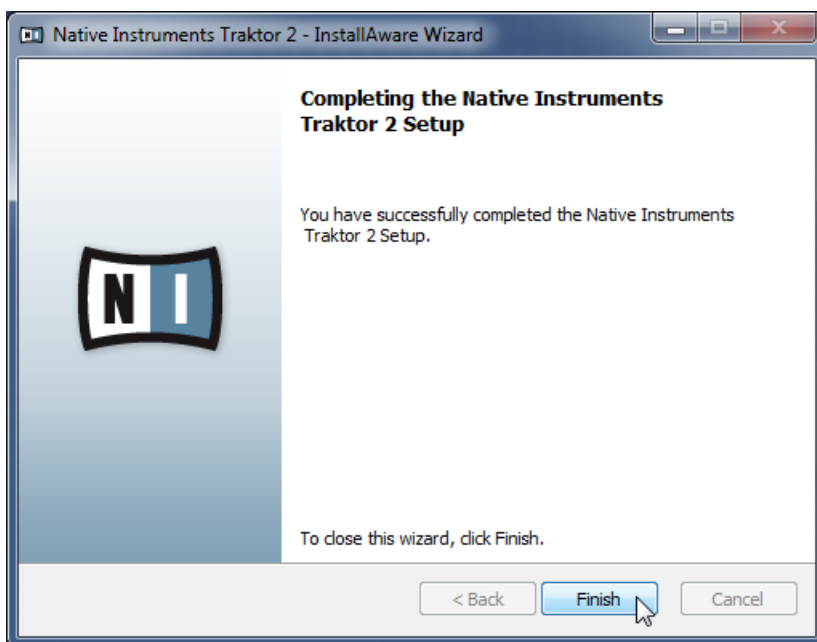 Native Instruments Traktor 2 - InstallAware Wizard
Completing the Native Instruments
Traktor 2 Setup
You have successfully completed the Native Instruments
Traktor 2 Setup.
N I
To close this wizard, click Finish.
< Back Finish Cancel